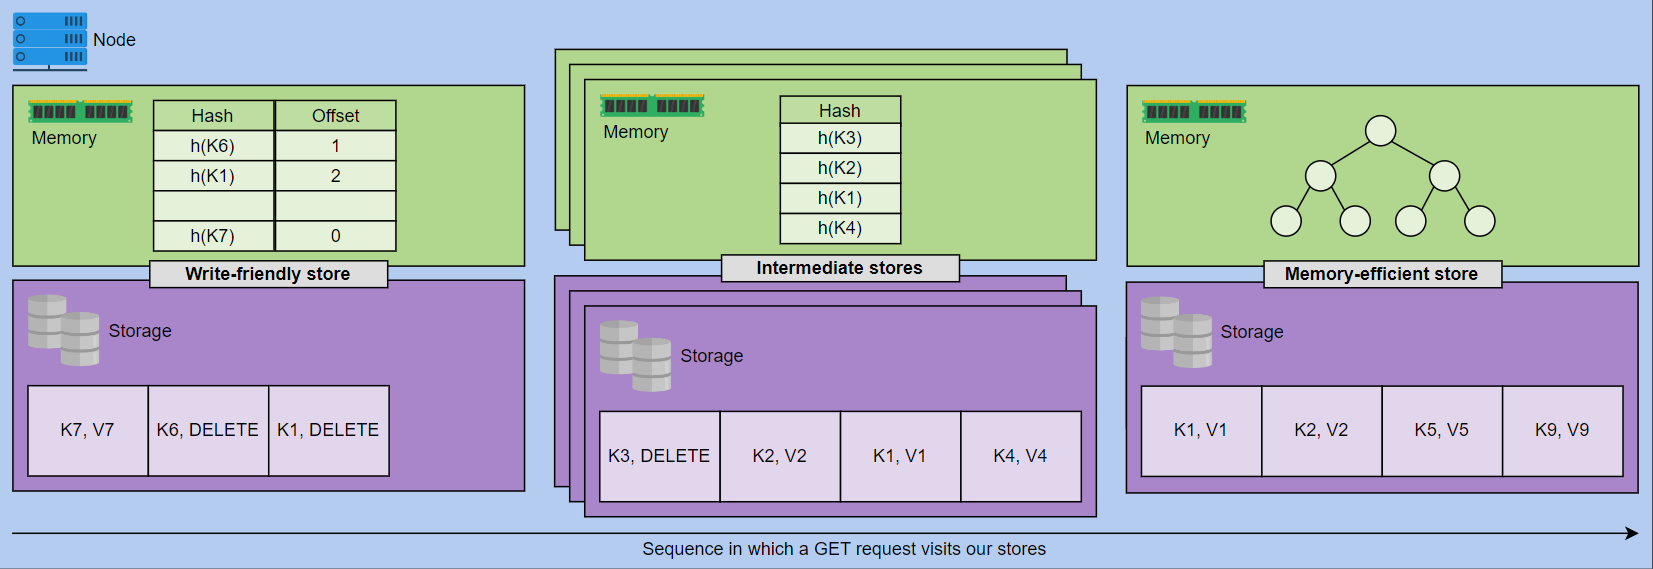 Node
Memory
Hash Offset
h(K6) 1
h(K1) 2
h(K7) 0
Write-friendly store
Storage
K7, V7 K6, DELETE K1, DELETE
Memory
Hash
h(K3)
h(K2)
h(K1)
h(K4)
Intermediate stores
Storage
K3, DELETE K2, V2 K1, V1 K4, V4
Memory
Memory-efficient store
Storage
K1, V1 K2, V2 K5, V5 K9, V9
Sequence in which a GET request visits our stores